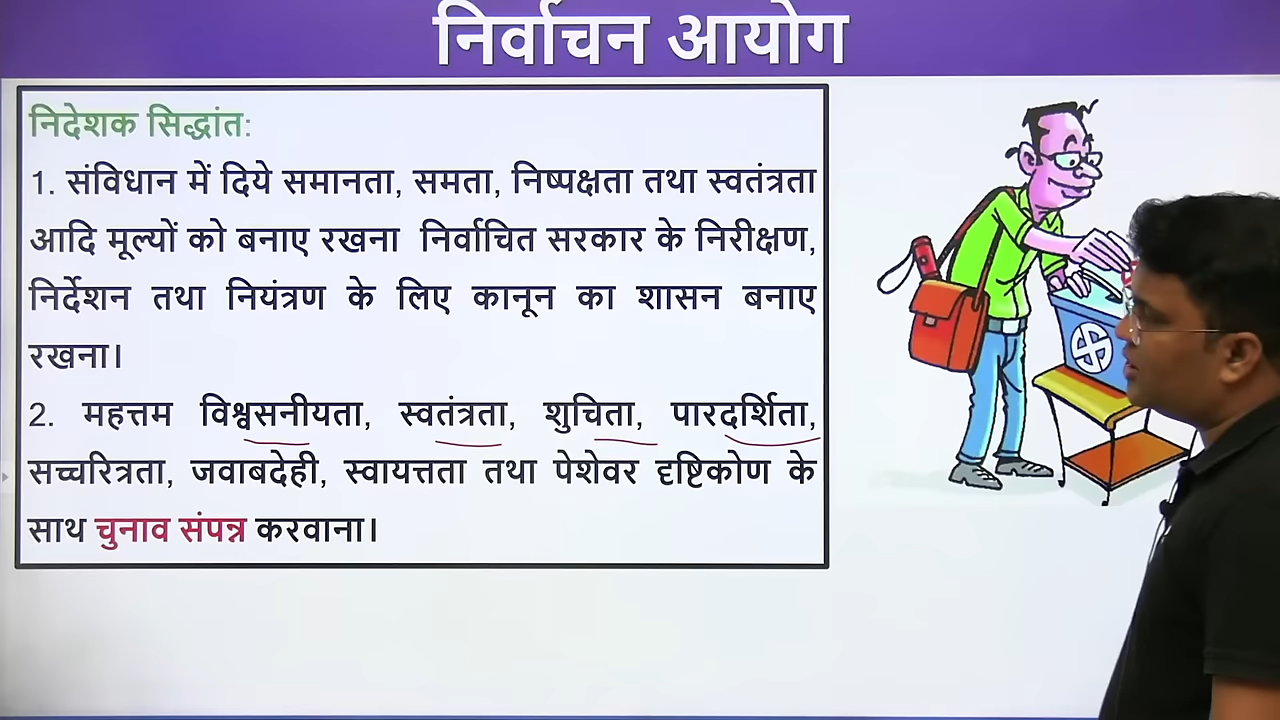 निर्वाचन आयोग
निदेशक सिद्धांत:
1. संविधान में दिये समानता, समता, निष्पक्षता तथा स्वतंत्रता
आदि मूल्यों को बनाए रखना निर्वाचित सरकार के निरीक्षण,
निर्देशन तथा नियंत्रण के लिए कानून का शासन बनाए
रखना।
2. महत्तम विश्वसनीयता, स्वतंत्रता, शुचिता, पारदर्शिता,
सच्चरित्रता, जवाबदेही, स्वायत्तता तथा पेशेवर दृष्टिकोण के
साथ चुनाव संपन्न करवाना।